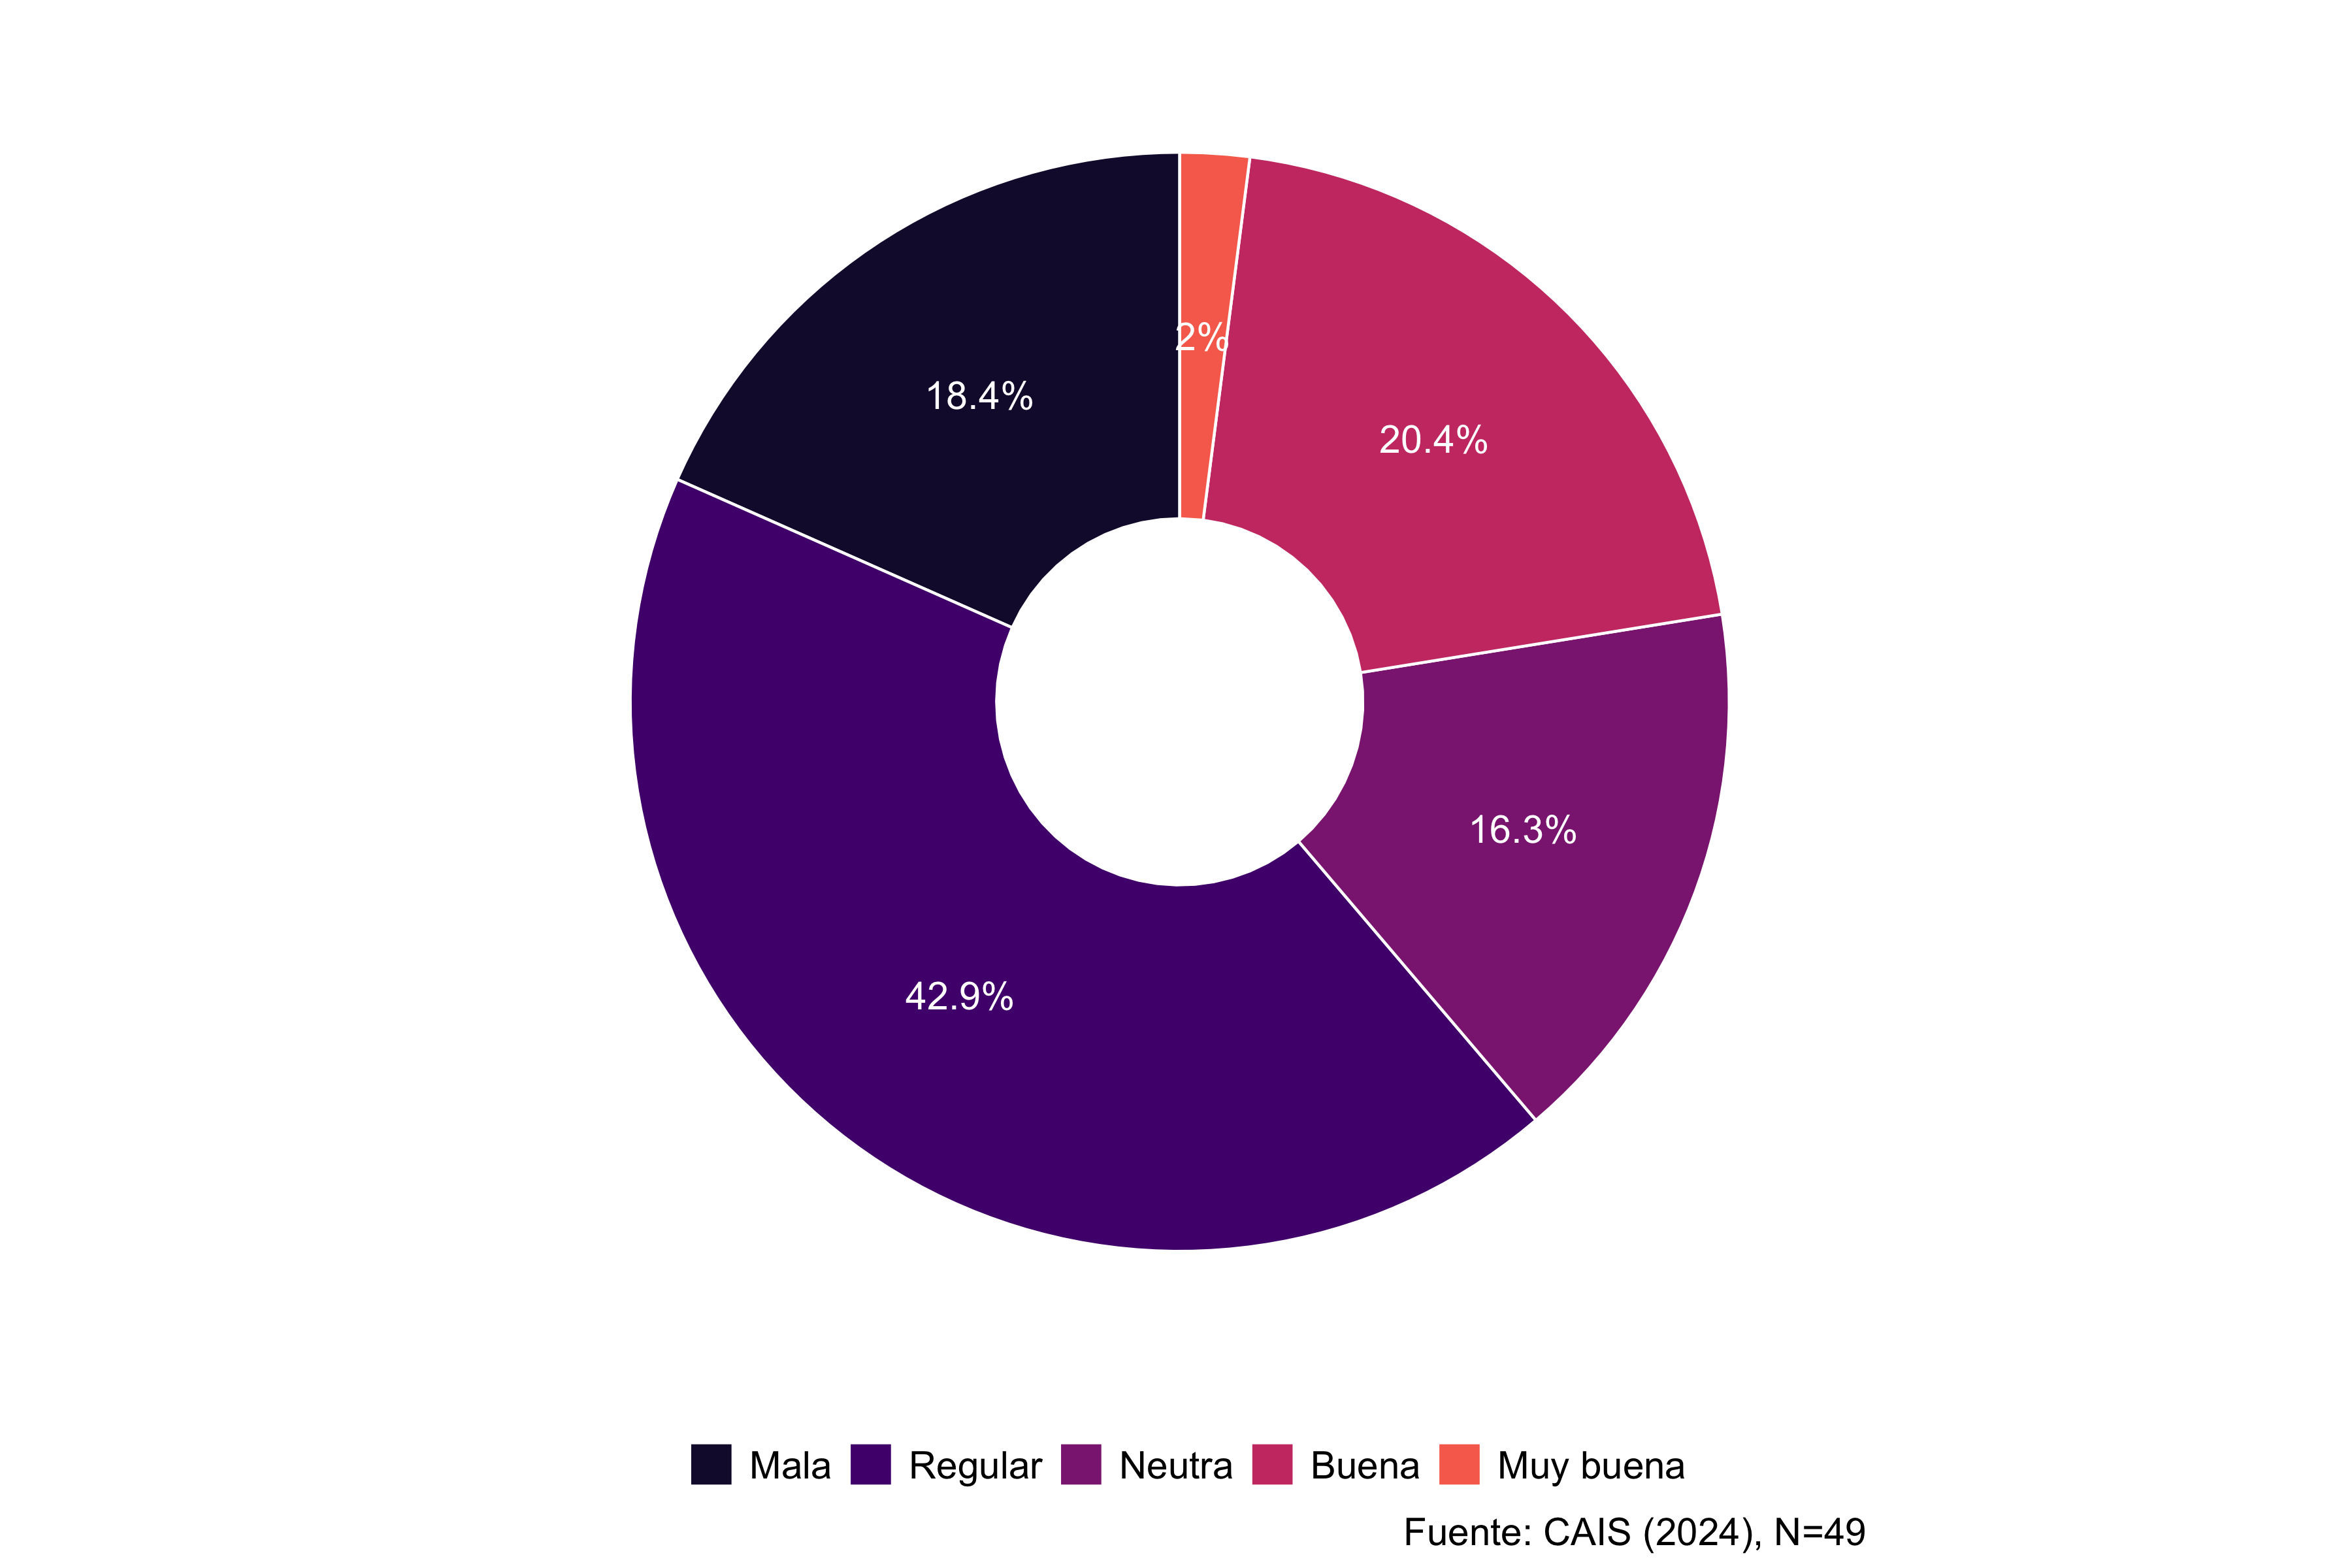 2%
18.4%
20.4%
16.3%
42.9%
Mala Regular Neutra Buena Muy buena
Fuente: CAIS (2024), N=49